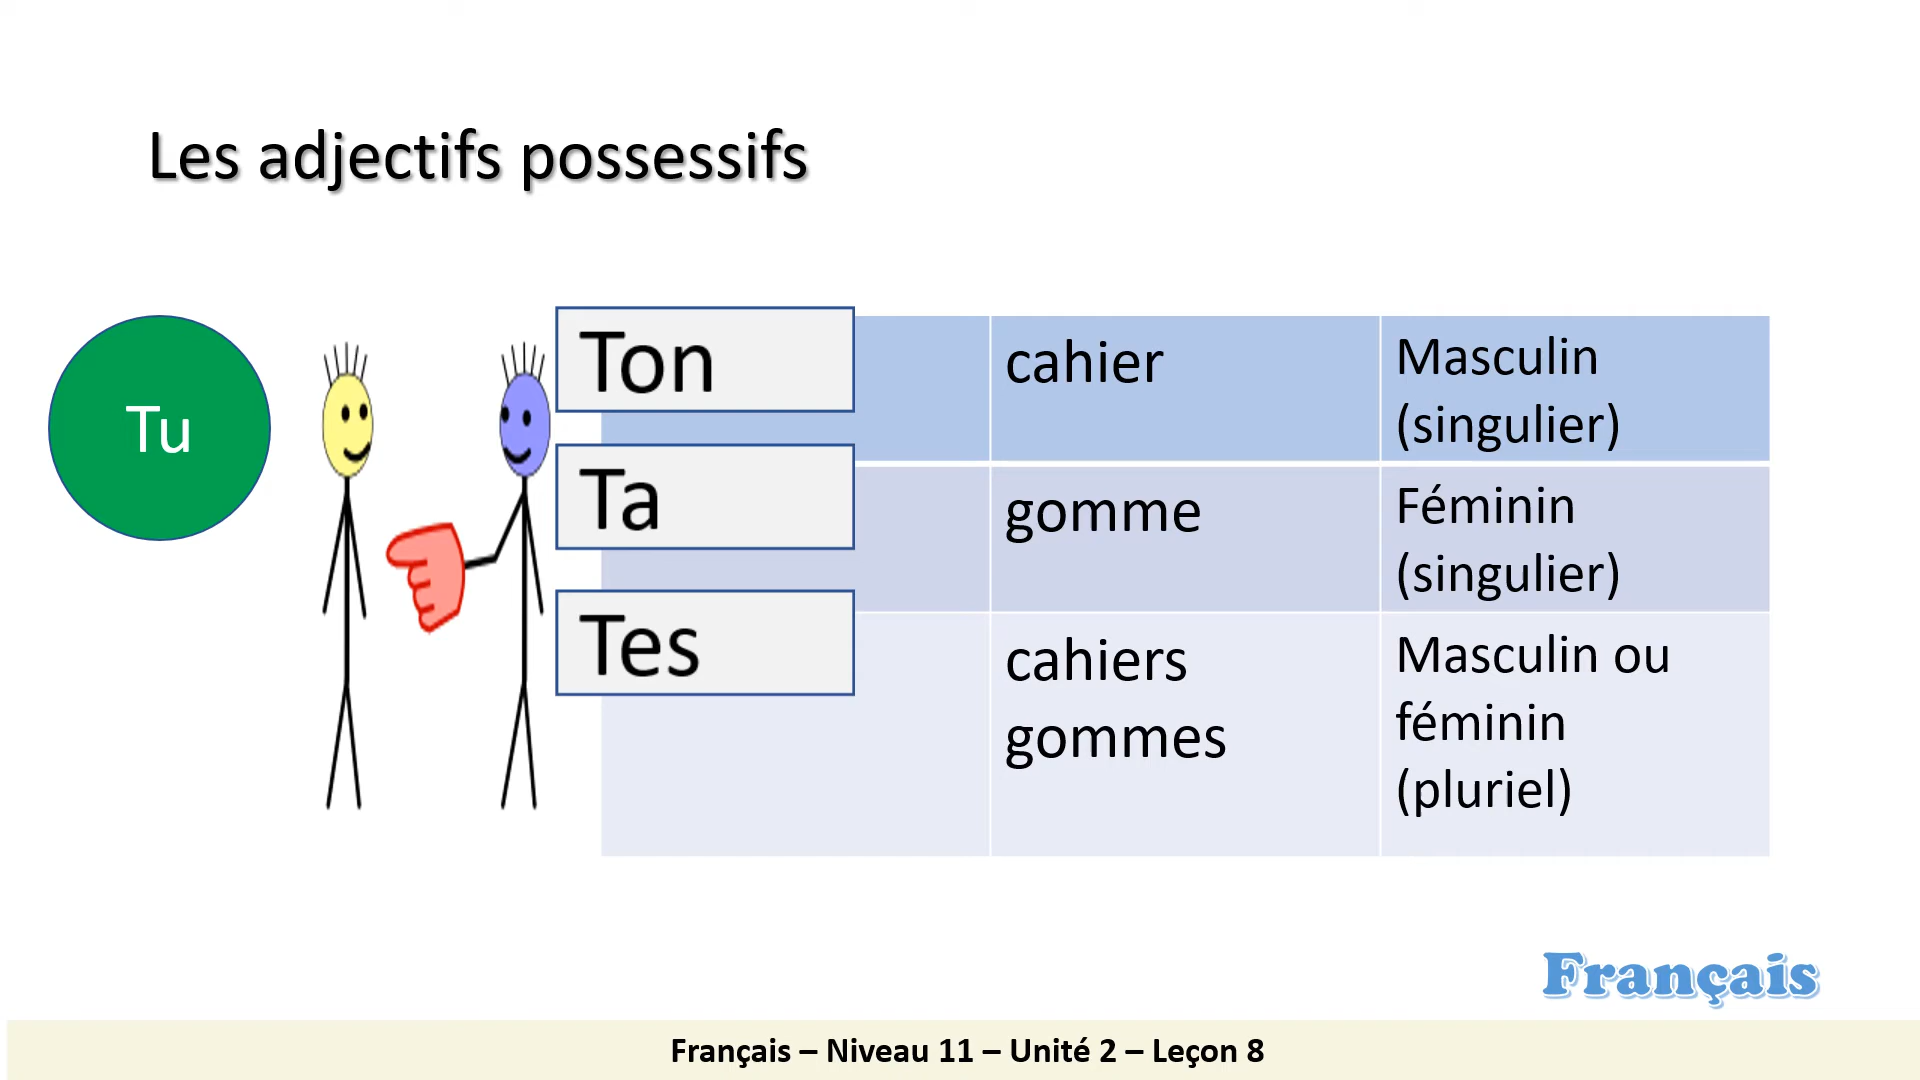 Les adjectifs possessifs
Tu
Ton
cahier
Masculin
(singulier)
Ta
gomme
Féminin
(singulier)
Tes
cahiers
gommes
Masculin ou
féminin
(pluriel)
Français
Français – Niveau 11 – Unité 2 – Leçon 8